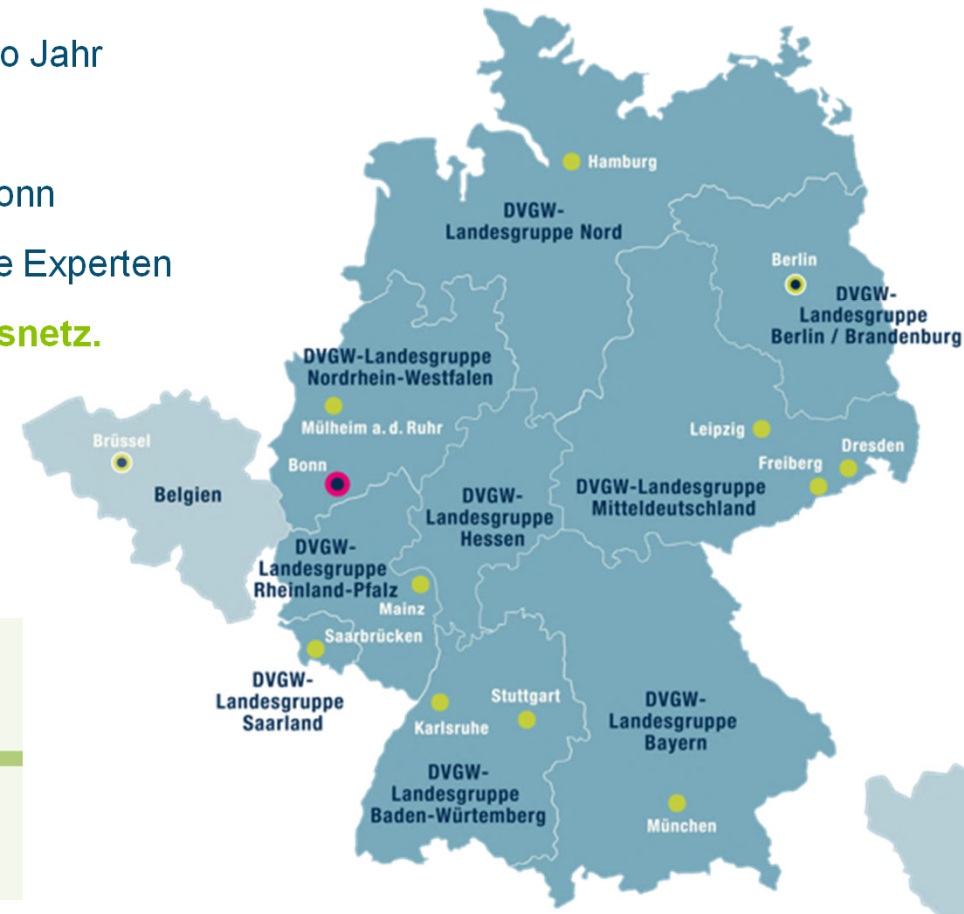 o Jahr
onn
e Experten
snetz.
Hamburg
DVGW-
Landesgruppe Nord
Berlin
DVGW-
Landesgruppe
Berlin / Brandenburg
DVGW-Landesgruppe
Nordrhein-Westfalen
Mülheim a. d. Ruhr
Bonn
Brüssel
Belgien
Leipzig
Dresden
Freiberg
DVGW-Landesgruppe
Mitteldeutschland
DVGW-
Landesgruppe
Hessen
DVGW-
Landesgruppe
Rheinland-Pfalz
Mainz
Saarbrücken
DVGW-
Landesgruppe
Saarland
Karlsruhe
Stuttgart
DVGW-
Landesgruppe
Baden-Würtemberg
DVGW-
Landesgruppe
Bayern
München